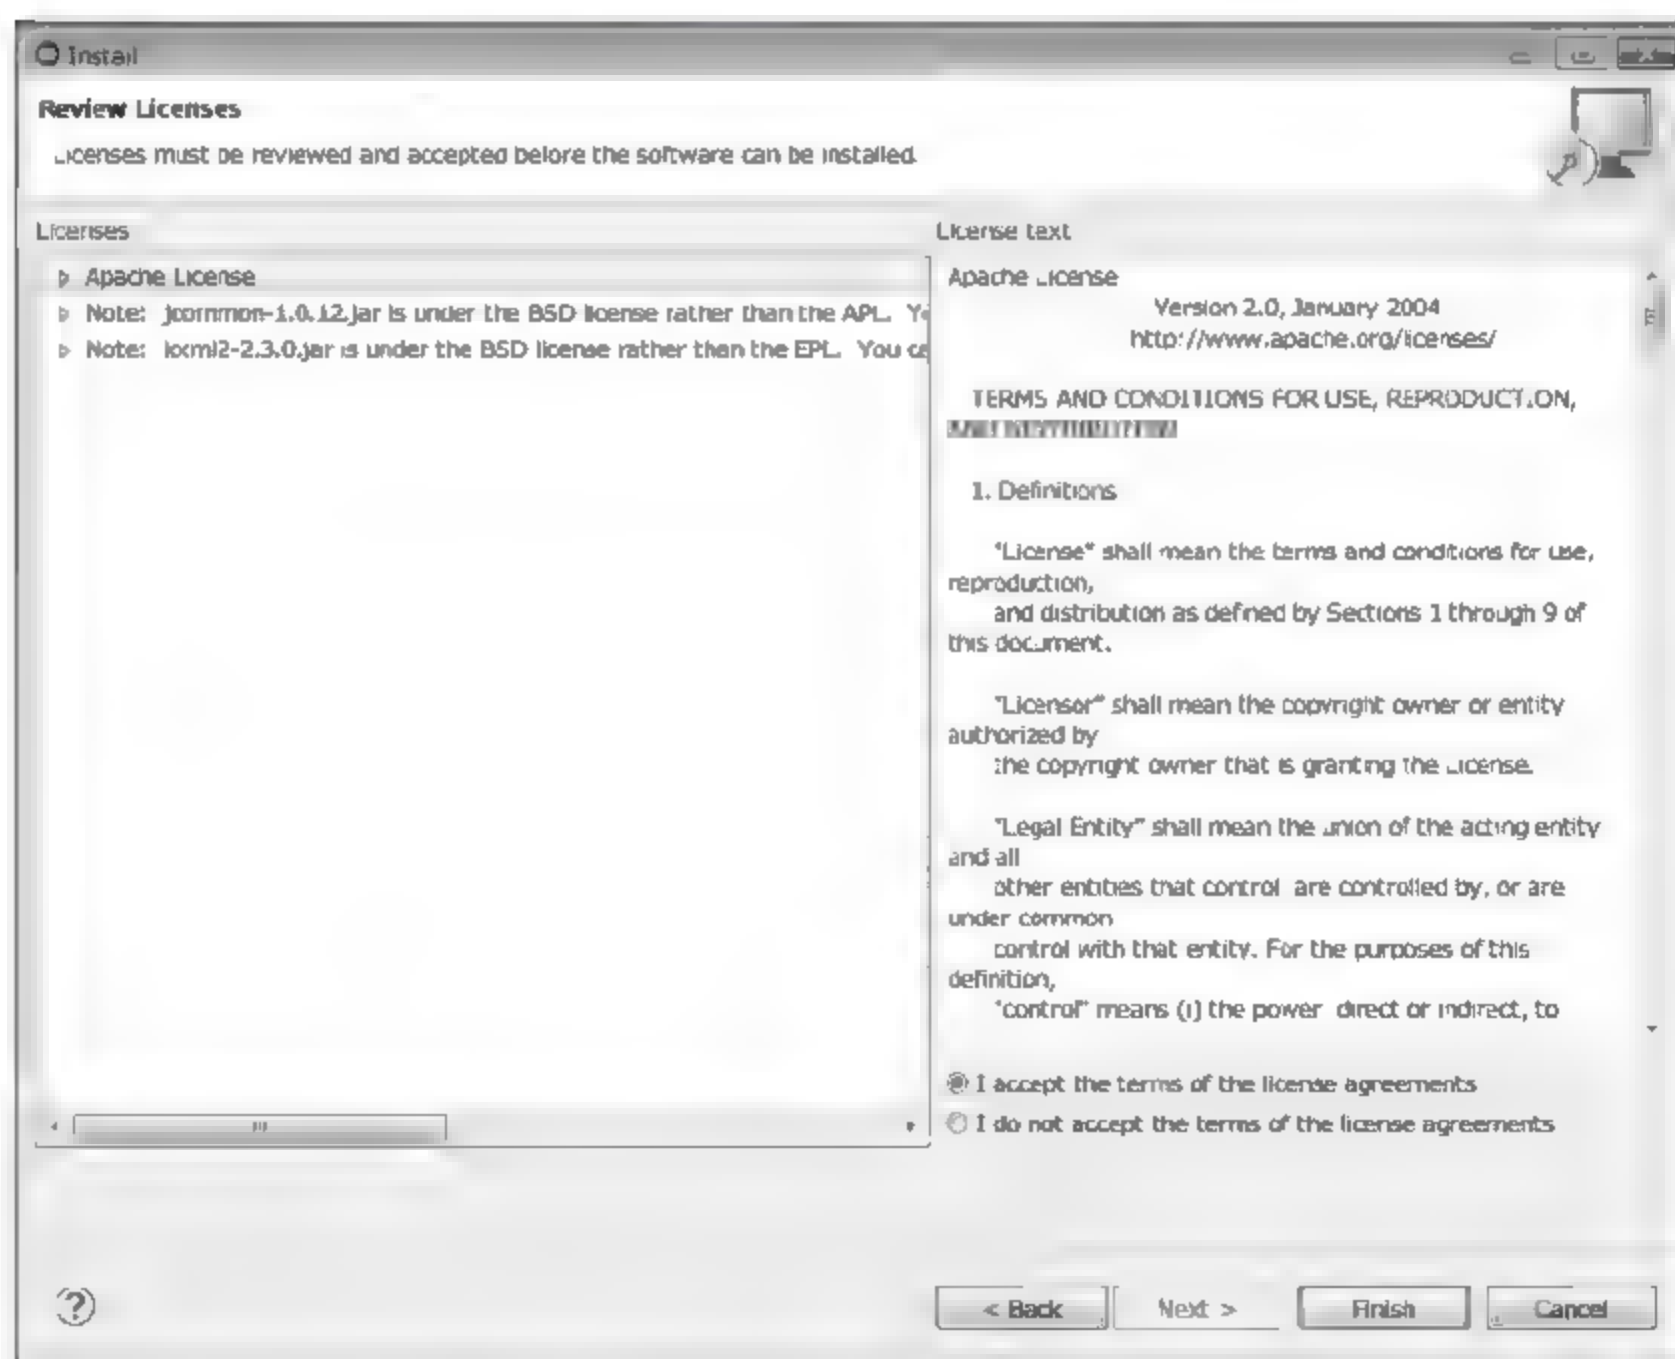 Install
Review Licenses
Licenses must be reviewed and accepted before the software can be installed.
Licenses
Apache License
Note: jcommon-1.0.12.jar is under the BSD license rather than the APL. Yo
Note: kxml2-2.3.0.jar is under the BSD license rather than the EPL. You ca
License text
Apache License
Version 2.0, January 2004
http://www.apache.org/licenses/
TERMS AND CONDITIONS FOR USE, REPRODUCTION,
AND DISTRIBUTION
1. Definitions
"License" shall mean the terms and conditions for use,
reproduction,
and distribution as defined by Sections 1 through 9 of
this document.
"Licensor" shall mean the copyright owner or entity
authorized by
the copyright owner that is granting the License.
"Legal Entity" shall mean the union of the acting entity
and all
other entities that control, are controlled by, or are
under common
control with that entity. For the purposes of this
definition,
"control" means (i) the power, direct or indirect, to
I accept the terms of the license agreements
I do not accept the terms of the license agreements
?
< Back
Next >
Finish
Cancel